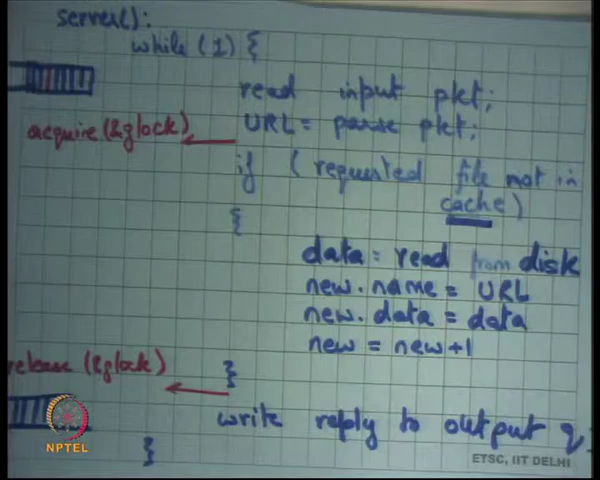 server():
while (1) {
read input pkt;
acquire (&glock)
URL = parse pkt;
if ( requested file not in
cache)
{
data = read from disk
new.name = URL
new.data = data
new = new+1
release (&glock)
}
write reply to output q;
NPTEL
}
ETSC, IIT DELHI